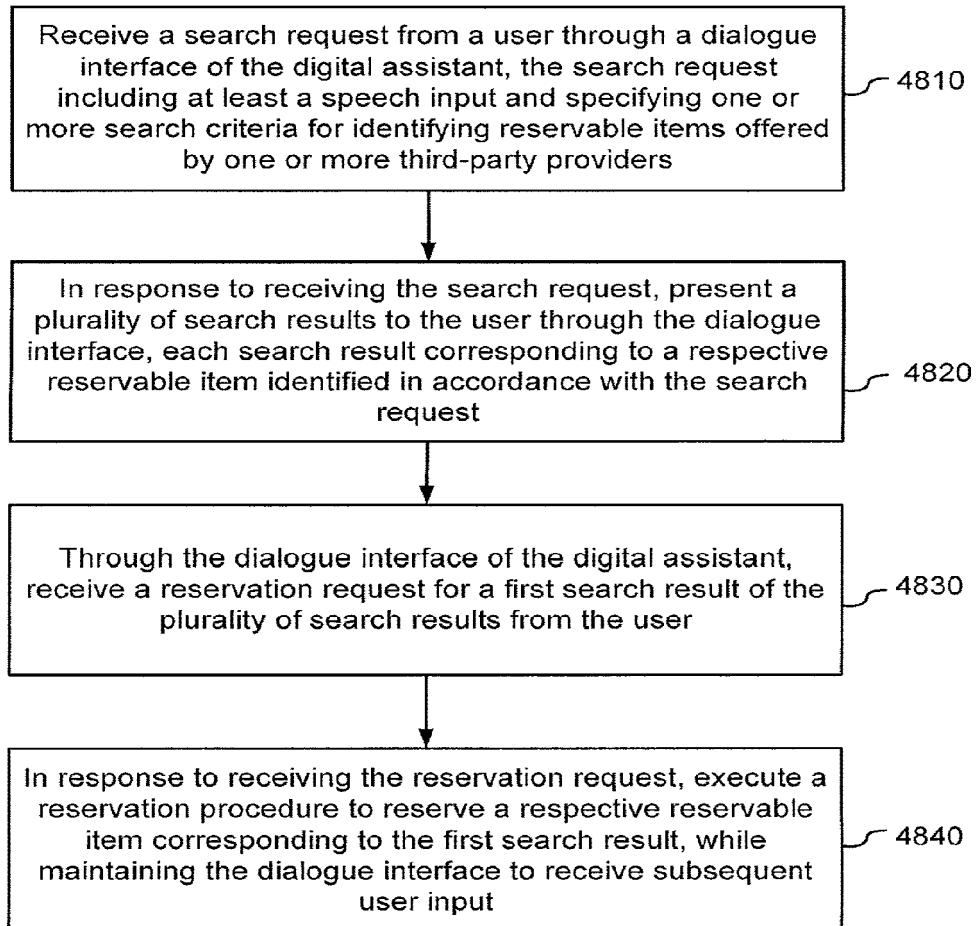 Receive a search request from a user through a dialogue
interface of the digital assistant, the search request
including at least a speech input and specifying one or
more search criteria for identifying reservable items offered
by one or more third-party providers
4810
In response to receiving the search request, present a
plurality of search results to the user through the dialogue
interface, each search result corresponding to a respective
reservable item identified in accordance with the search
request
4820
Through the dialogue interface of the digital assistant,
receive a reservation request for a first search result of the
plurality of search results from the user
4830
In response to receiving the reservation request, execute a
reservation procedure to reserve a respective reservable
item corresponding to the first search result, while
maintaining the dialogue interface to receive subsequent
user input
4840